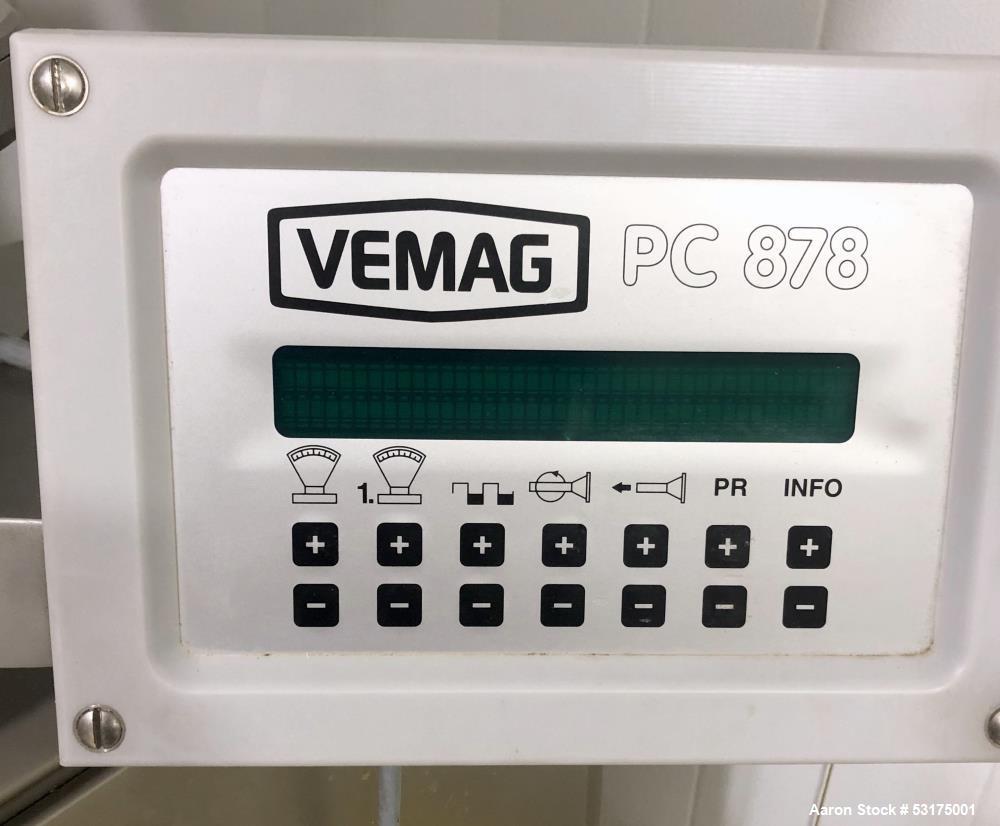 VEMAG PC 878
1. PR INFO
+ + + + + + +
- - - - - - -
Aaron Stock # 53175001